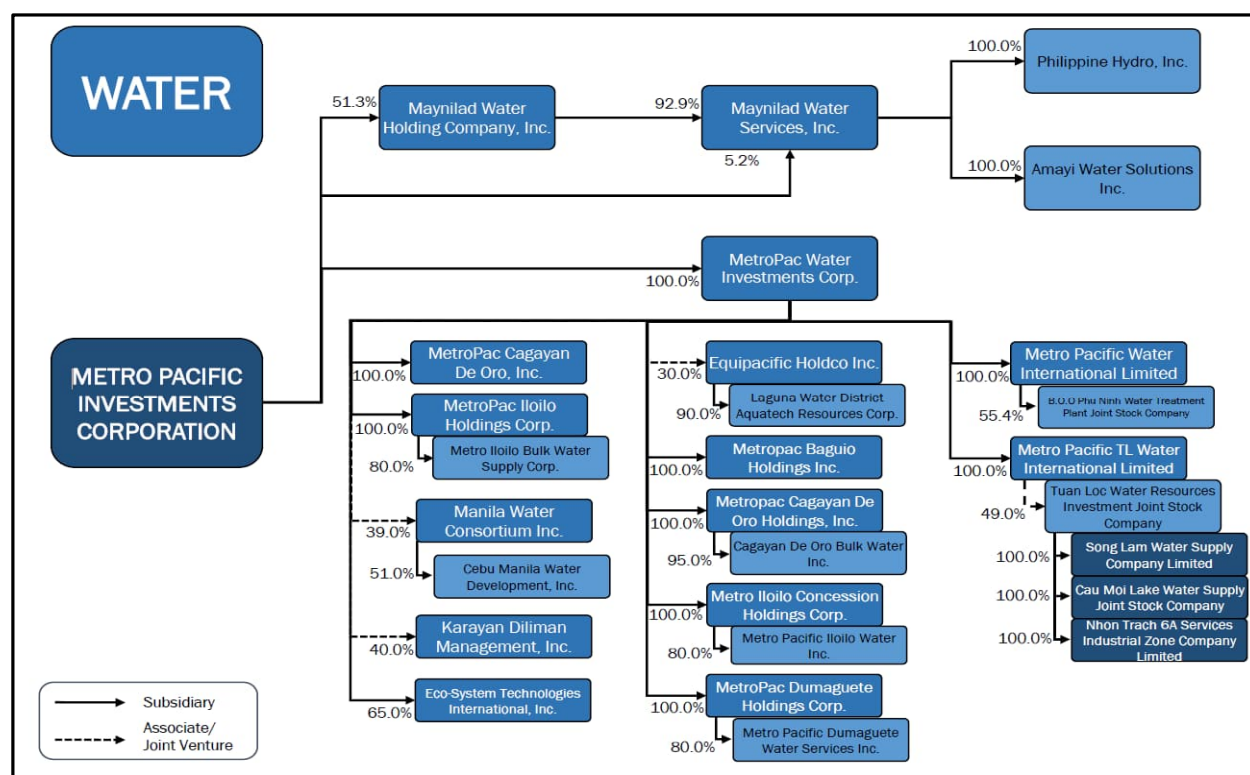 WATER
100.0%
Philippine Hydro, Inc.
51.3%
Maynilad Water
Holding Company, Inc.
92.9%
Maynilad Water
Services, Inc.
5.2%
100.0%
Amayi Water Solutions
Inc.
MetroPac Water
Investments Corp.
100.0%
METRO PACIFIC
INVESTMENTS
CORPORATION
MetroPac Cagayan
De Oro, Inc.
100.0%
MetroPac Iloilo
Holdings Corp.
100.0%
Metro Iloilo Bulk Water
Supply Corp.
80.0%
Manila Water
Consortium Inc.
39.0%
51.0%
Cebu Manila Water
Development, Inc.
Karayan Diliman
Management, Inc.
40.0%
Eco-System Technologies
International, Inc.
65.0%
Equipacific Holdco Inc.
30.0%
Laguna Water District
Aquatech Resources Corp.
90.0%
Metropac Baguio
Holdings Inc.
100.0%
Metropac Cagayan De
Oro Holdings, Inc.
100.0%
Cagayan De Oro Bulk Water
Inc.
95.0%
Metro Iloilo Concession
Holdings Corp.
100.0%
Metro Pacific Iloilo Water
Inc.
80.0%
MetroPac Dumaguete
Holdings Corp.
100.0%
Metro Pacific Dumaguete
Water Services Inc.
80.0%
Metro Pacific Water
International Limited
100.0%
B.O.O Phu Ninh Water Treatment
Plant Joint Stock Company
55.4%
Metro Pacific TL Water
International Limited
100.0%
Tuan Loc Water Resources
Investment Joint Stock
Company
49.0%
100.0%
Song Lam Water Supply
Company Limited
100.0%
Cau Moi Lake Water Supply
Joint Stock Company
100.0%
Nhon Trach 6A Services
Industrial Zone Company
Limited
Subsidiary
Associate/
Joint Venture